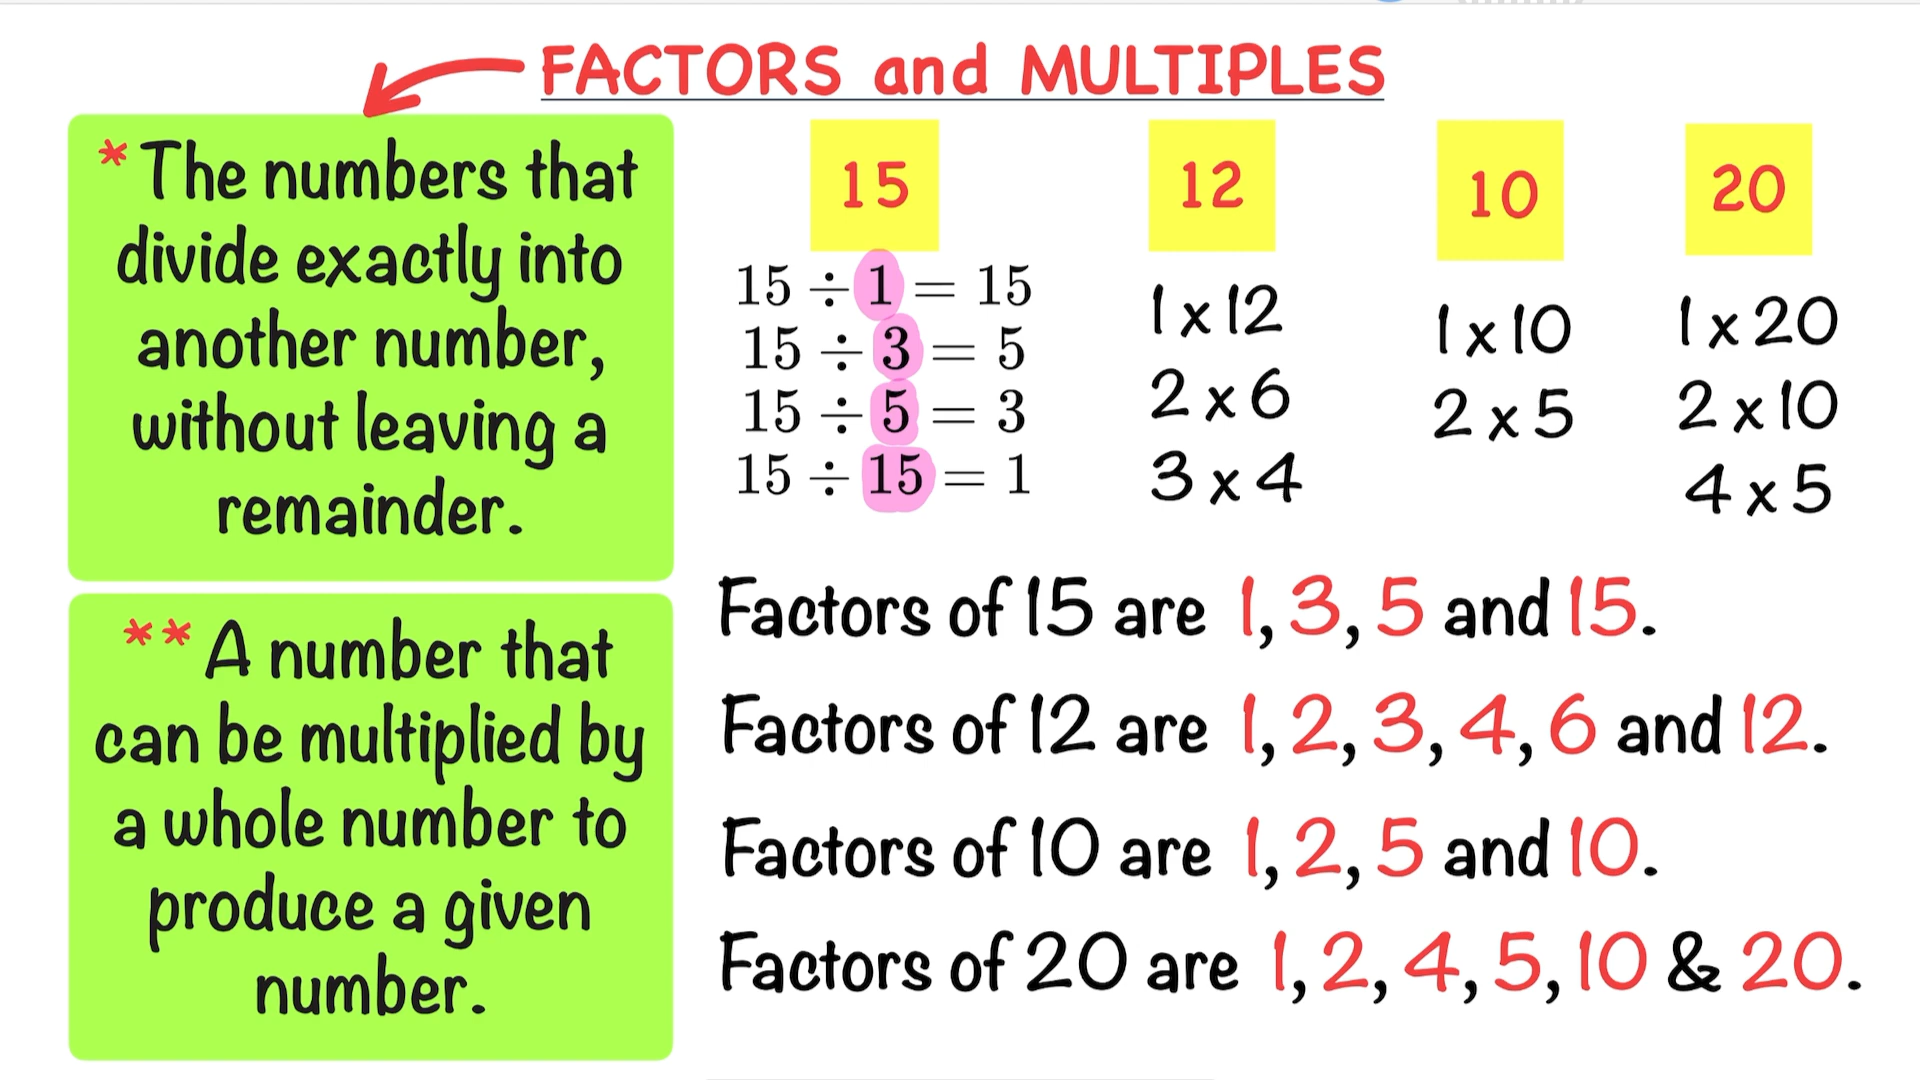 FACTORS and MULTIPLES
* The numbers that
divide exactly into
another number,
without leaving a
remainder.
** A number that
can be multiplied by
a whole number to
produce a given
number.
15
15 ÷ 1 = 15
15 ÷ 3 = 5
15 ÷ 5 = 3
15 ÷ 15 = 1
12
1 x 12
2 x 6
3 x 4
10
1 x 10
2 x 5
20
1 x 20
2 x 10
4 x 5
Factors of 15 are 1, 3, 5 and 15.
Factors of 12 are 1, 2, 3, 4, 6 and 12.
Factors of 10 are 1, 2, 5 and 10.
Factors of 20 are 1, 2, 4, 5, 10 & 20.